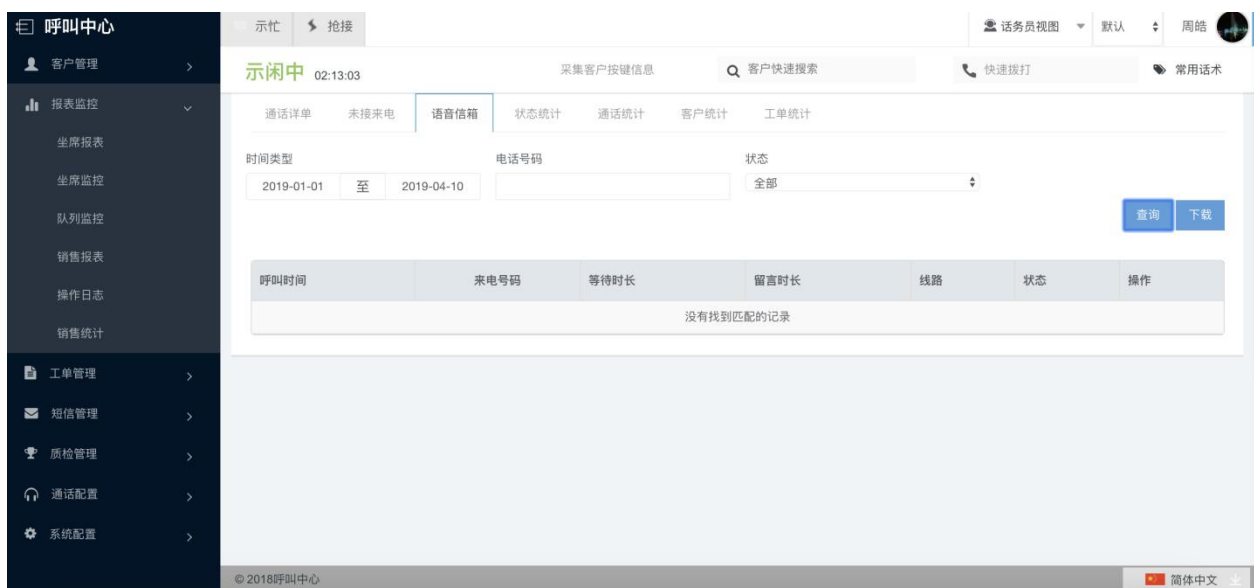 呼叫中心
示忙 抢接 话务员视图 默认 周皓
客户管理
示闲中 02:13:03 采集客户按键信息 客户快速搜索 快速拨打 常用话术
报表监控
通话详单 未接来电 语音信箱 状态统计 通话统计 客户统计 工单统计
坐席报表
时间类型 电话号码 状态
坐席监控
2019-01-01 至 2019-04-10 全部
队列监控
查询 下载
销售报表
呼叫时间 来电号码 等待时长 留言时长 线路 状态 操作
操作日志
没有找到匹配的记录
销售统计
工单管理
短信管理
质检管理
通话配置
系统配置
© 2018呼叫中心 简体中文